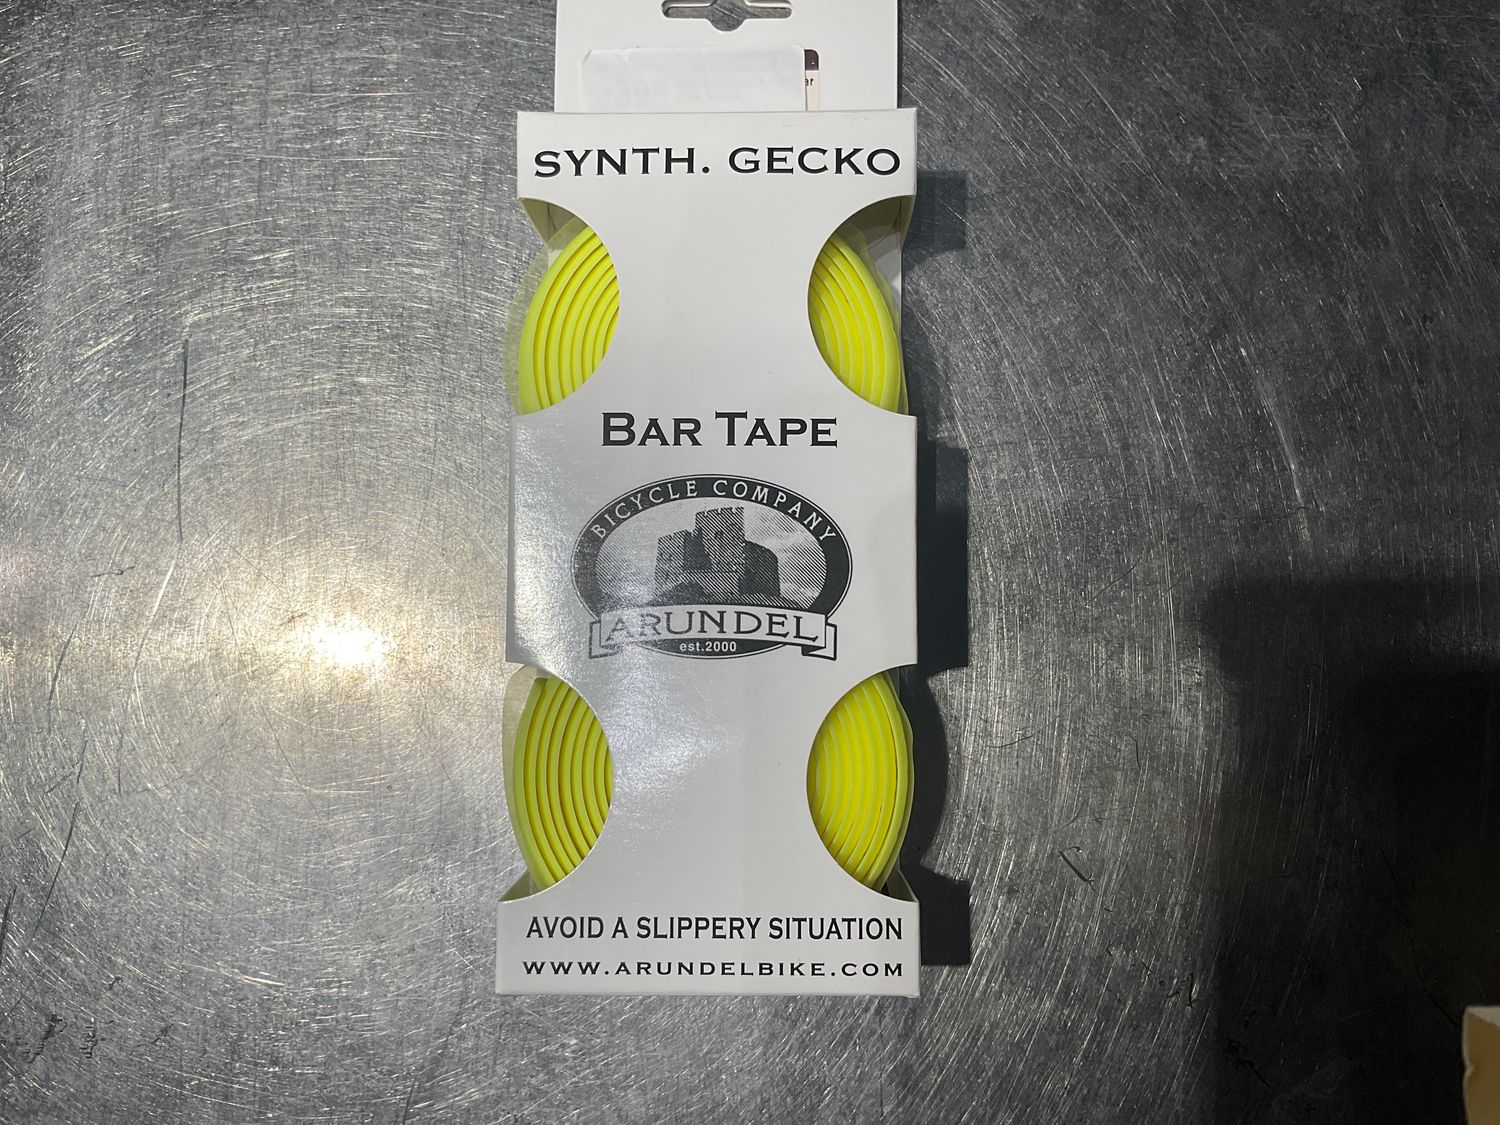 SYNTH. GECKO
BAR TAPE
BICYCLE COMPANY
ARUNDEL
est.2000
AVOID A SLIPPERY SITUATION
WWW.ARUNDELBIKE.COM